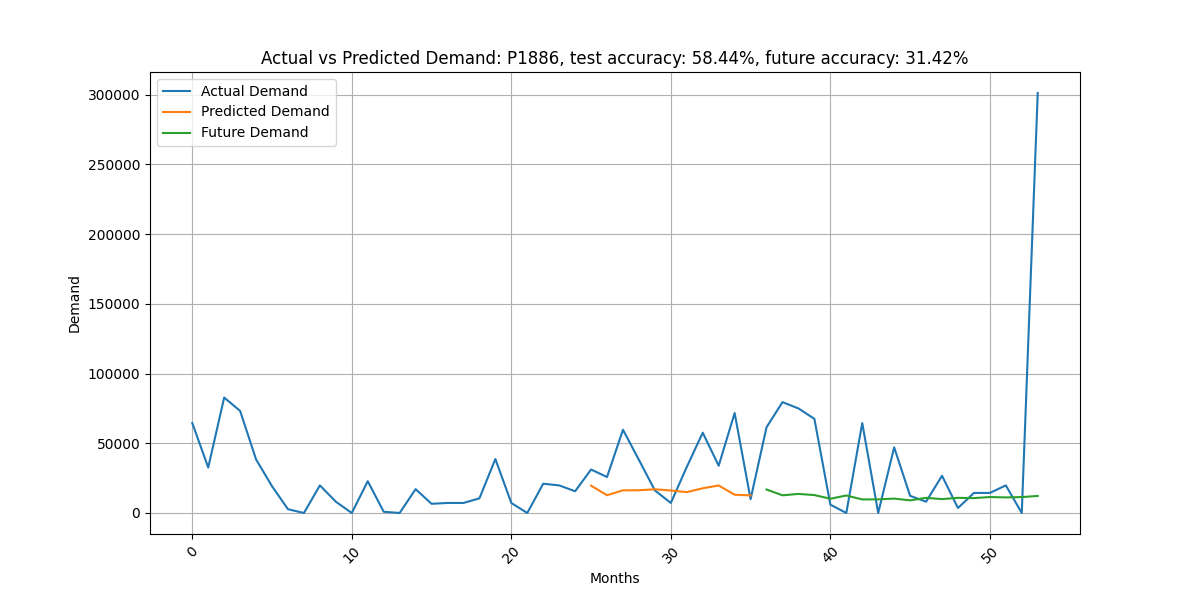 Actual vs Predicted Demand: P1886, test accuracy: 58.44%, future accuracy: 31.42%
Actual Demand
Predicted Demand
Future Demand
300000
250000
200000
150000
100000
50000
0
Demand
0
10
20
30
40
50
Months